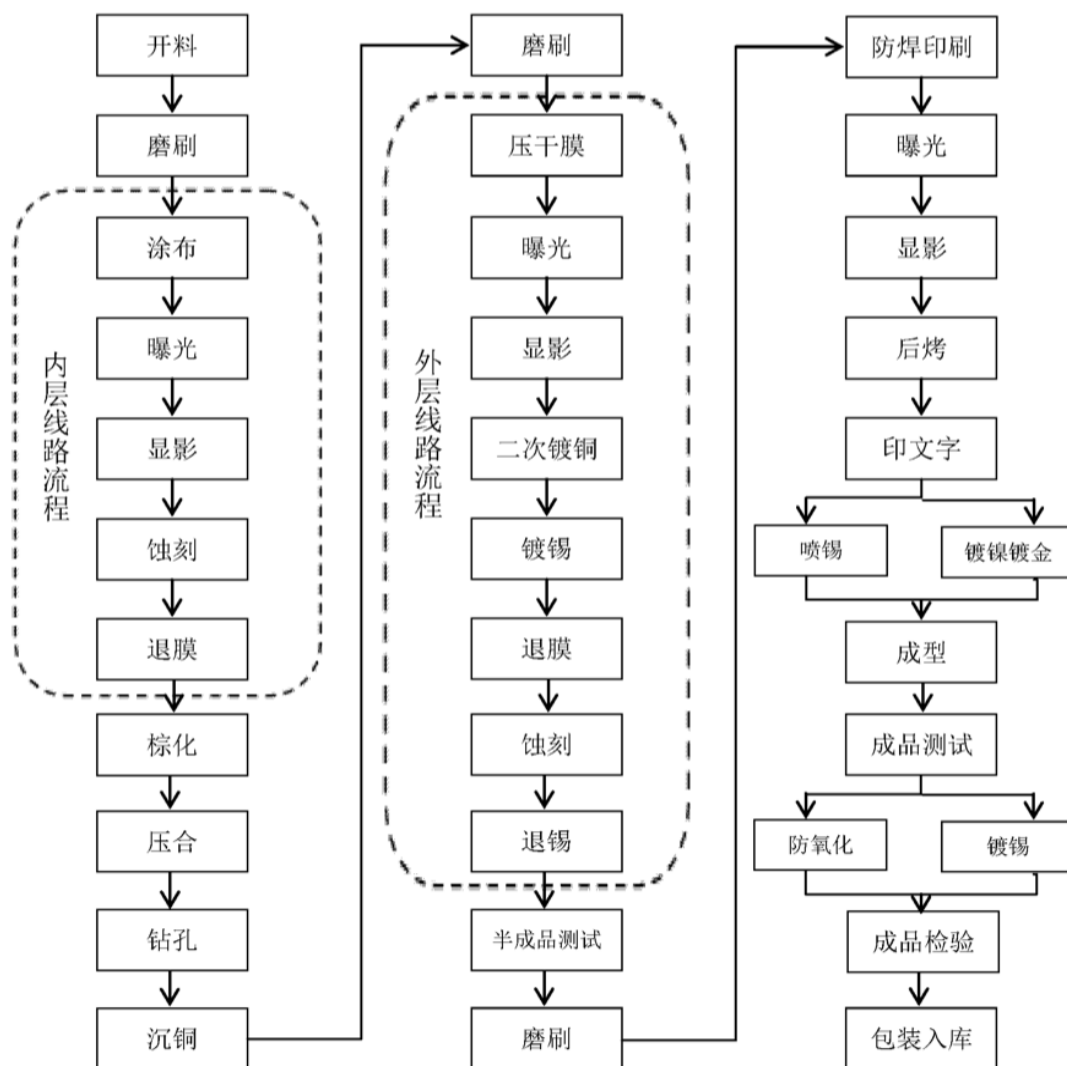 开料
磨刷
涂布
曝光
显影
蚀刻
退膜
内层线路流程
棕化
压合
钻孔
沉铜
磨刷
压干膜
曝光
显影
二次镀铜
镀锡
退膜
蚀刻
退锡
外层线路流程
半成品测试
磨刷
防焊印刷
曝光
显影
后烤
印文字
喷锡
镀镍镀金
成型
成品测试
防氧化
镀锡
成品检验
包装入库